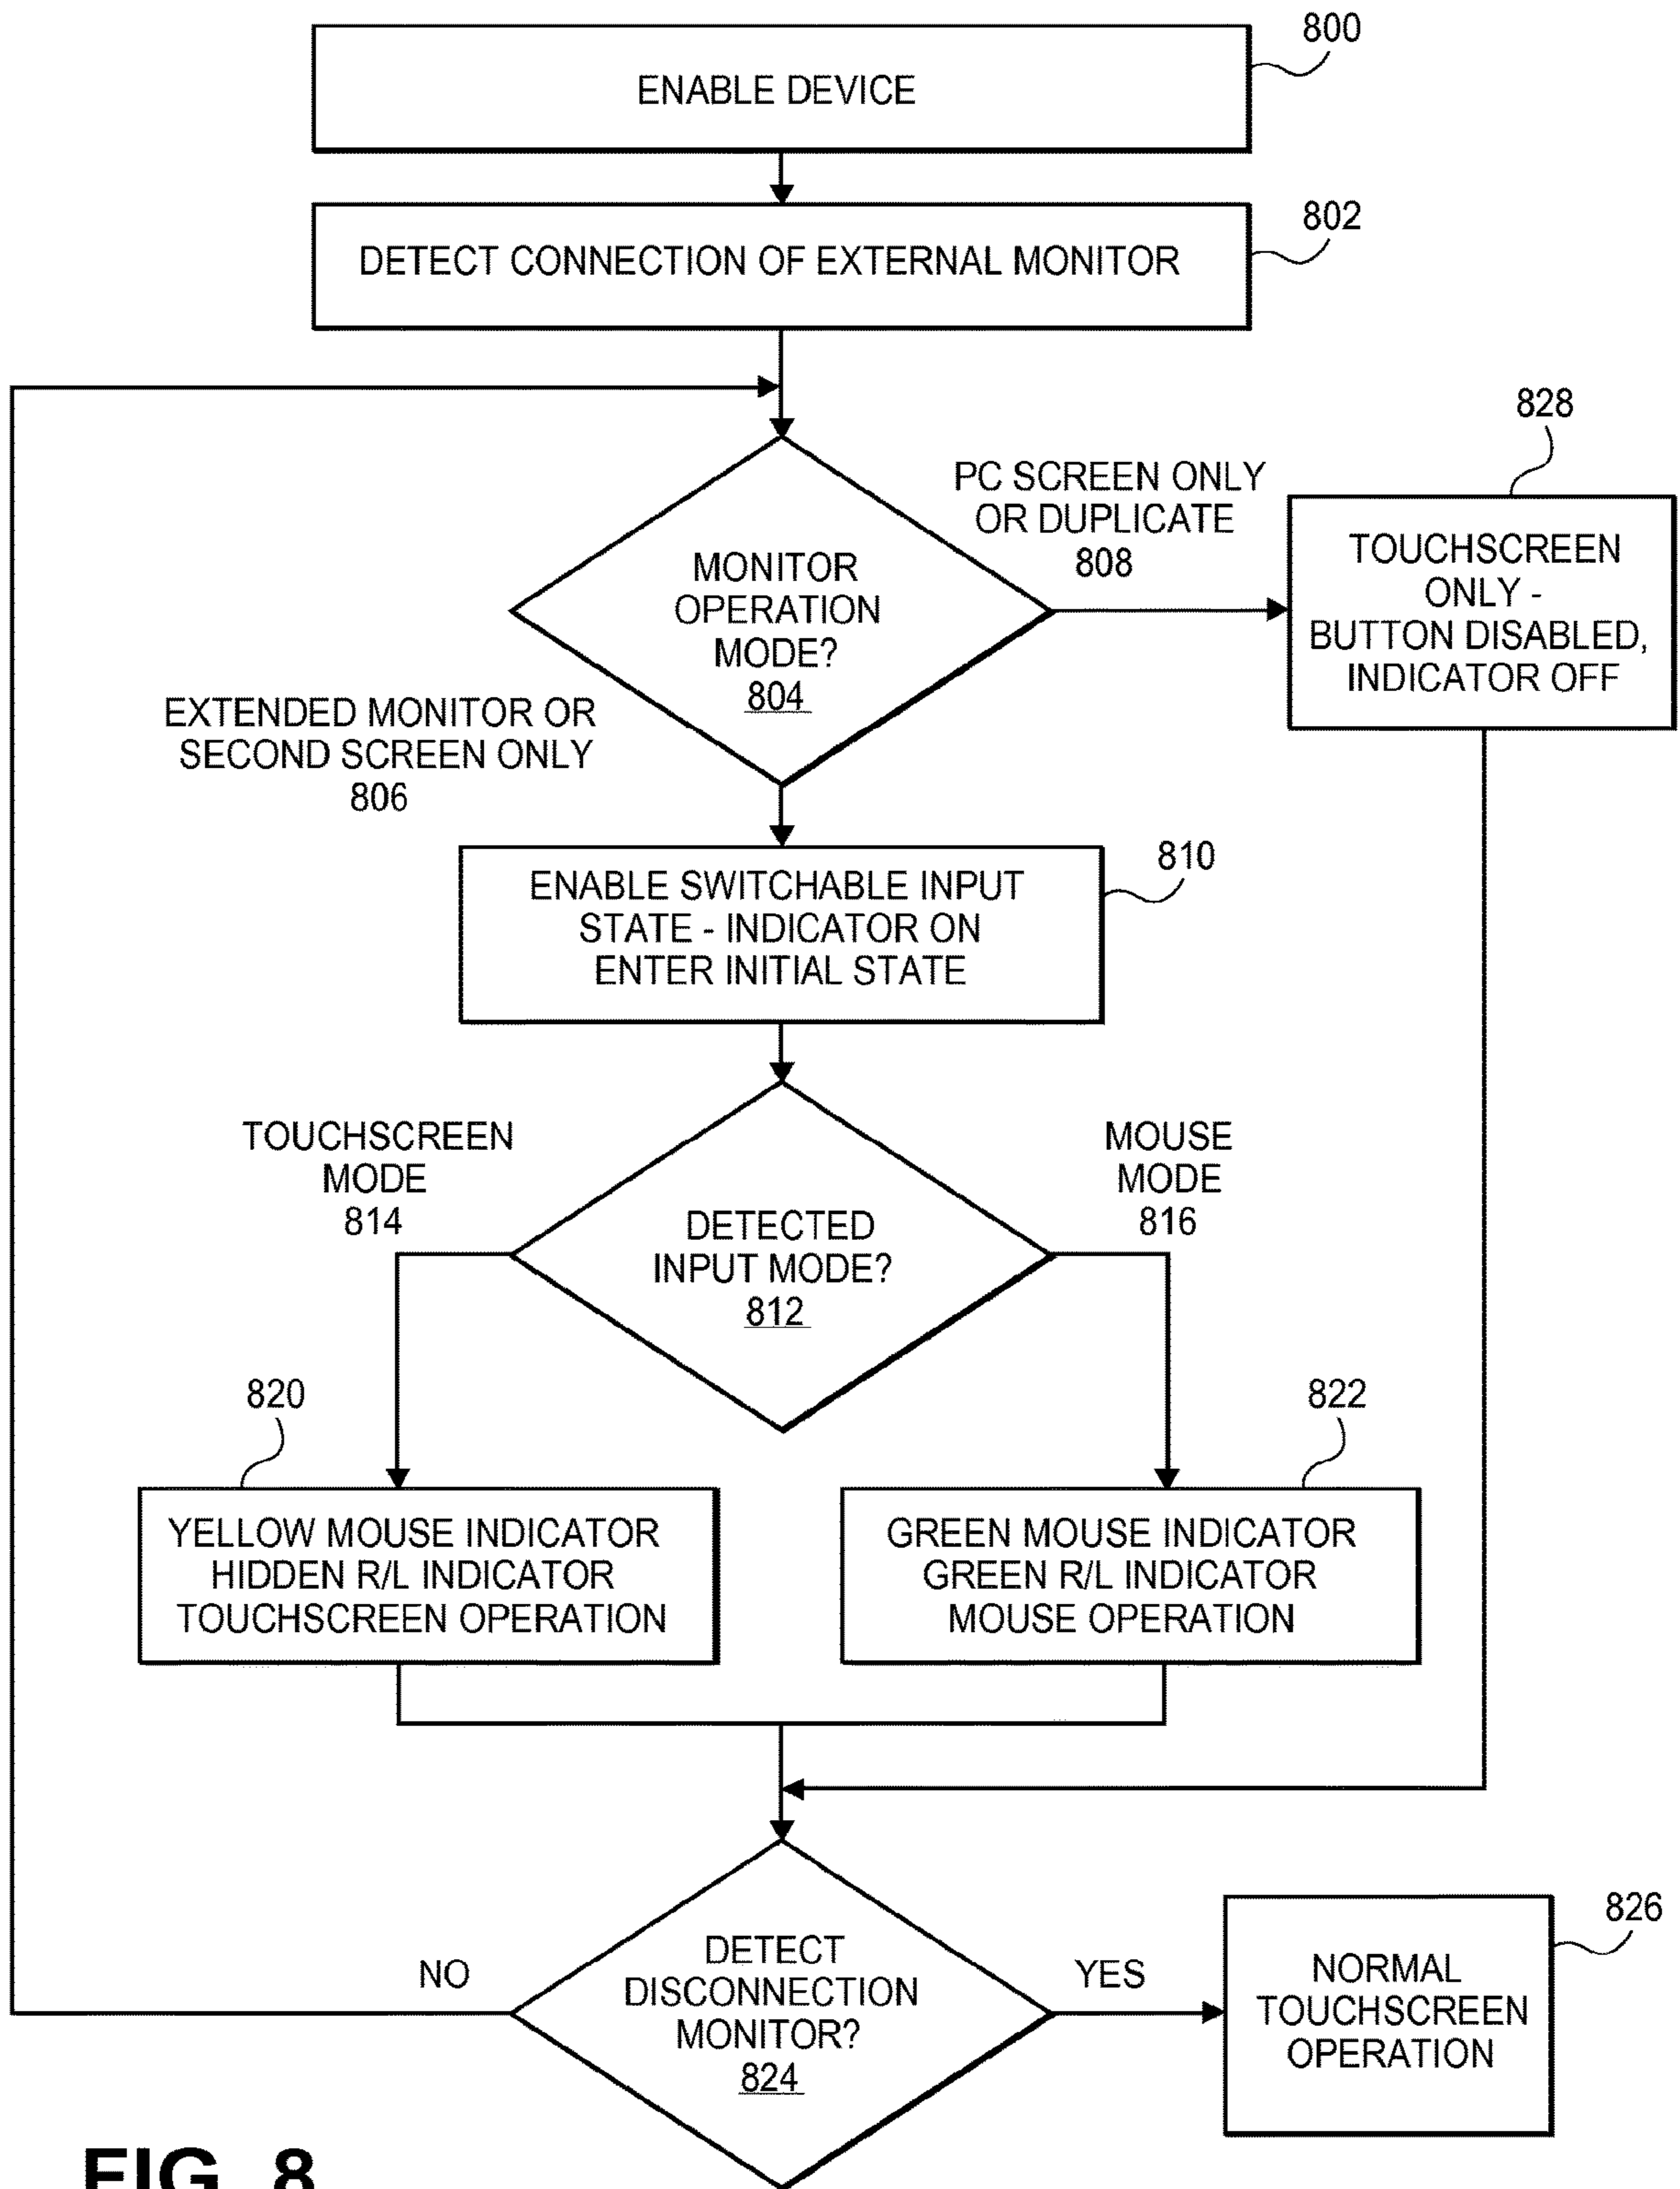 800
ENABLE DEVICE
802
DETECT CONNECTION OF EXTERNAL MONITOR
828
PC SCREEN ONLY
OR DUPLICATE
808
TOUCHSCREEN
ONLY -
BUTTON DISABLED,
INDICATOR OFF
MONITOR
OPERATION
MODE?
804
EXTENDED MONITOR OR
SECOND SCREEN ONLY
806
810
ENABLE SWITCHABLE INPUT
STATE - INDICATOR ON
ENTER INITIAL STATE
TOUCHSCREEN
MODE
814
MOUSE
MODE
816
DETECTED
INPUT MODE?
812
820
YELLOW MOUSE INDICATOR
HIDDEN R/L INDICATOR
TOUCHSCREEN OPERATION
822
GREEN MOUSE INDICATOR
GREEN R/L INDICATOR
MOUSE OPERATION
826
NO
DETECT
DISCONNECTION
MONITOR?
824
YES
NORMAL
TOUCHSCREEN
OPERATION
FIG. 8